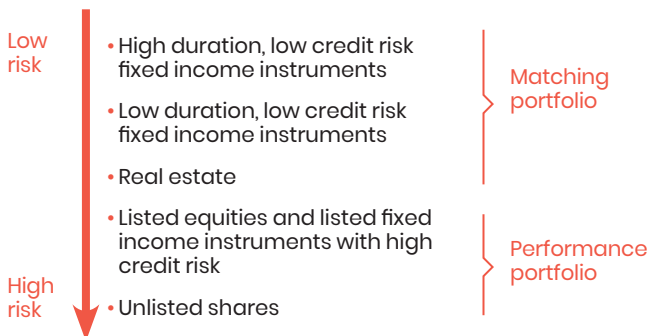 Low
risk
• High duration, low credit risk
fixed income instruments
• Low duration, low credit risk
fixed income instruments
• Real estate
Matching
portfolio
• Listed equities and listed fixed
income instruments with high
credit risk
• Unlisted shares
Performance
portfolio
High
risk